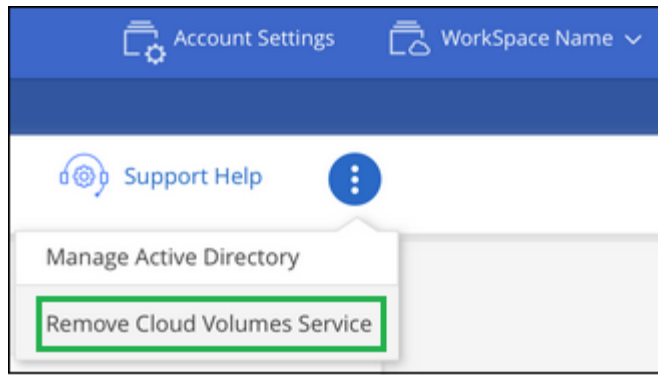 Account Settings WorkSpace Name
Support Help
Manage Active Directory
Remove Cloud Volumes Service